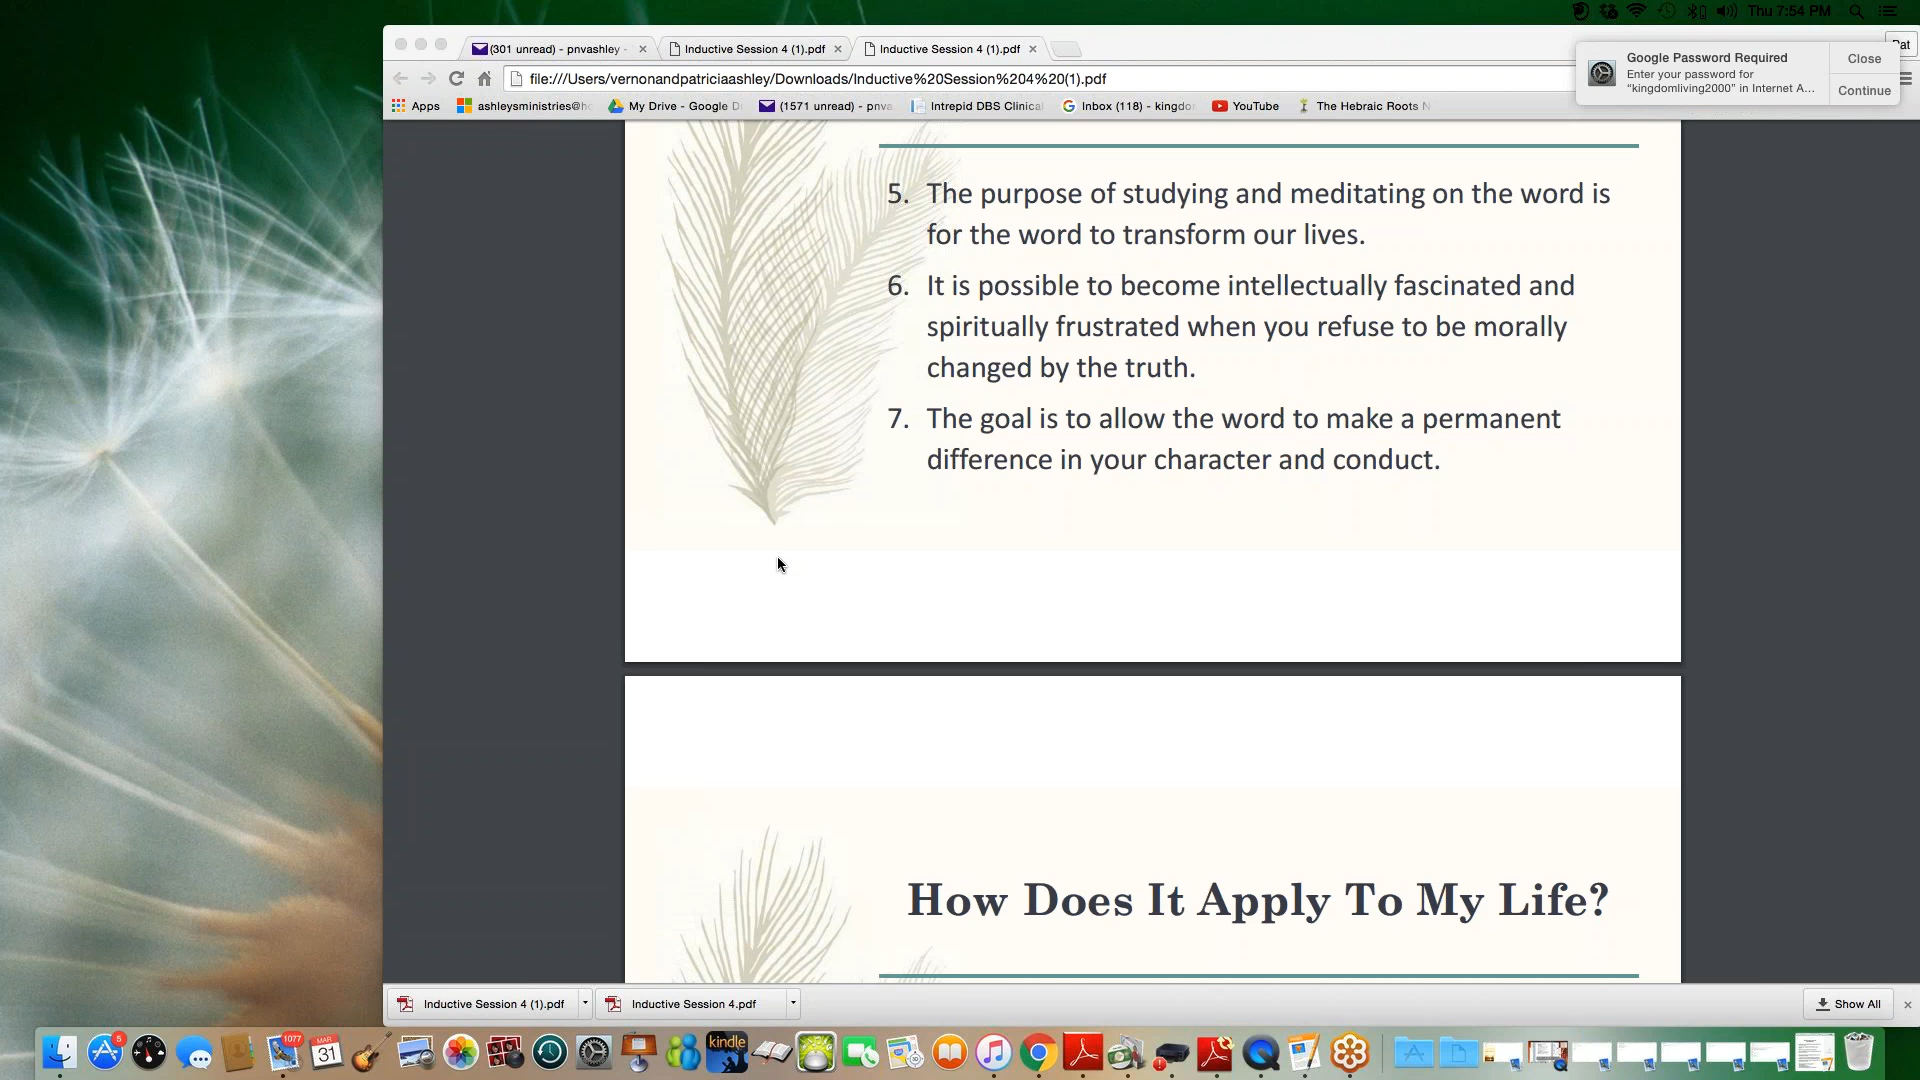 Thu 7:54 PM
(301 unread) - pnvashley -
Inductive Session 4 (1).pdf
Inductive Session 4 (1).pdf
file:///Users/vernonandpatriciaashley/Downloads/Inductive%20Session%204%20(1).pdf
Google Password Required
Enter your password for
"kingdomliving2000" in Internet A...
Close
Continue
Apps
ashleysministries@h
My Drive - Google D
(1571 unread) - pnva
Intrepid DBS Clinical
Inbox (118) - kingdo
YouTube
The Hebraic Roots N
5. The purpose of studying and meditating on the word is
for the word to transform our lives.
6. It is possible to become intellectually fascinated and
spiritually frustrated when you refuse to be morally
changed by the truth.
7. The goal is to allow the word to make a permanent
difference in your character and conduct.
How Does It Apply To My Life?
Inductive Session 4 (1).pdf
Inductive Session 4.pdf
Show All
5
1077
MAR
31
kindle